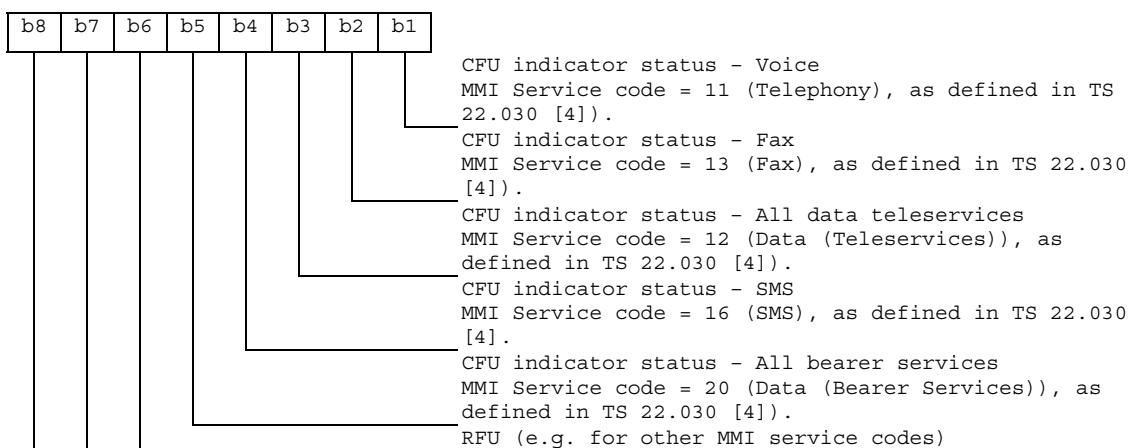 b8 b7 b6 b5 b4 b3 b2 b1
CFU indicator status – Voice
MMI Service code = 11 (Telephony), as defined in TS
22.030 [4]).
CFU indicator status – Fax
MMI Service code = 13 (Fax), as defined in TS 22.030
[4]).
CFU indicator status – All data teleservices
MMI Service code = 12 (Data (Teleservices)), as
defined in TS 22.030 [4]).
CFU indicator status – SMS
MMI Service code = 16 (SMS), as defined in TS 22.030
[4].
CFU indicator status – All bearer services
MMI Service code = 20 (Data (Bearer Services)), as
defined in TS 22.030 [4]).
RFU (e.g. for other MMI service codes)